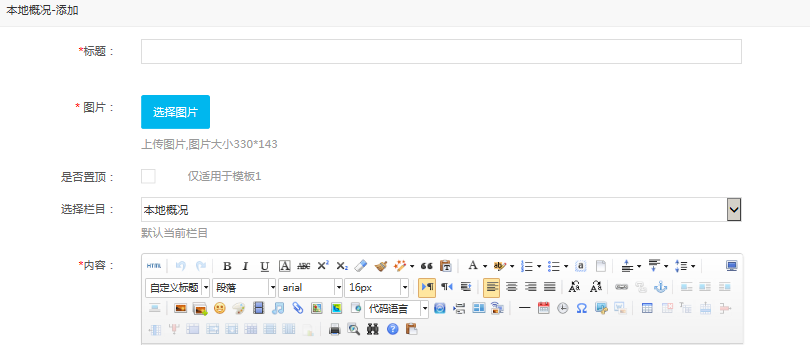 本地概况-添加
*标题：
* 图片：
选择图片
上传图片,图片大小330*143
是否置顶：
仅适用于模板1
选择栏目：
本地概况
默认当前栏目
*内容：
HTML B I U A ABC X² X₂ A ab a
自定义标题 段落 arial 16px
代码语言 Ω